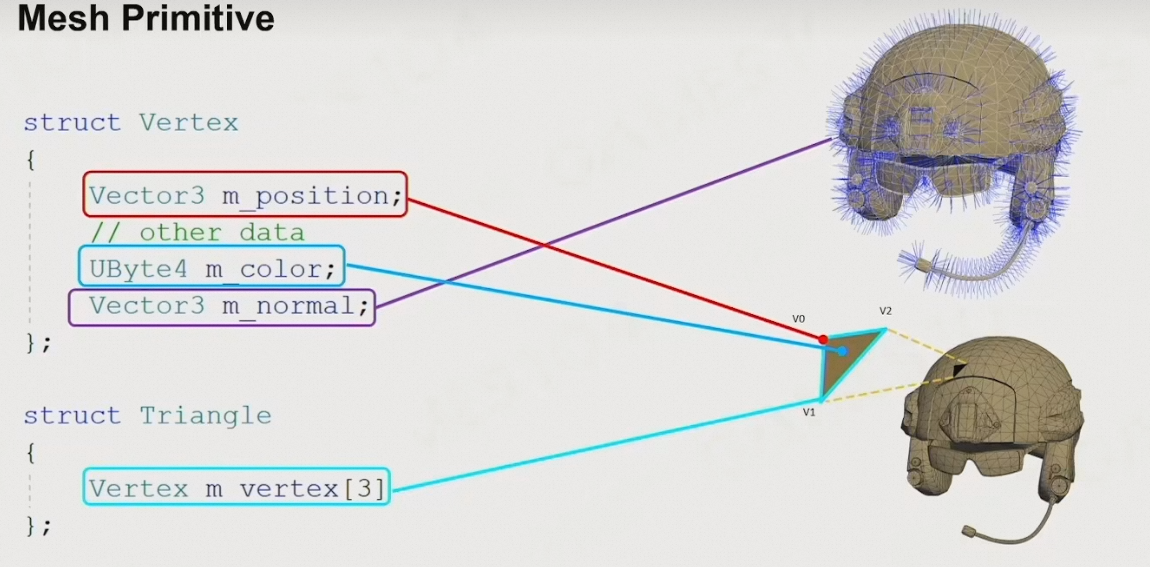 Mesh Primitive
struct Vertex
{
Vector3 m_position;
// other data
UByte4 m_color;
Vector3 m_normal;
};
struct Triangle
{
Vertex m vertex[3]
};
V0
V2
V1